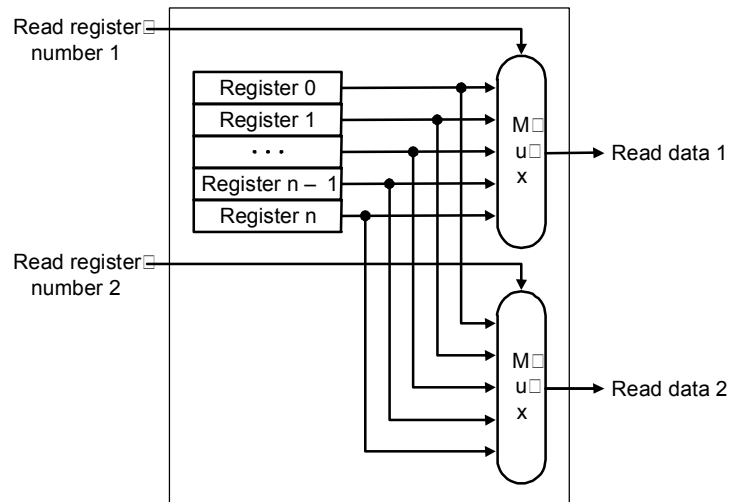 Read register□
number 1
Register 0
Register 1
· · ·
Register n – 1
Register n
M□
u□
x
Read data 1
Read register□
number 2
M□
u□
x
Read data 2